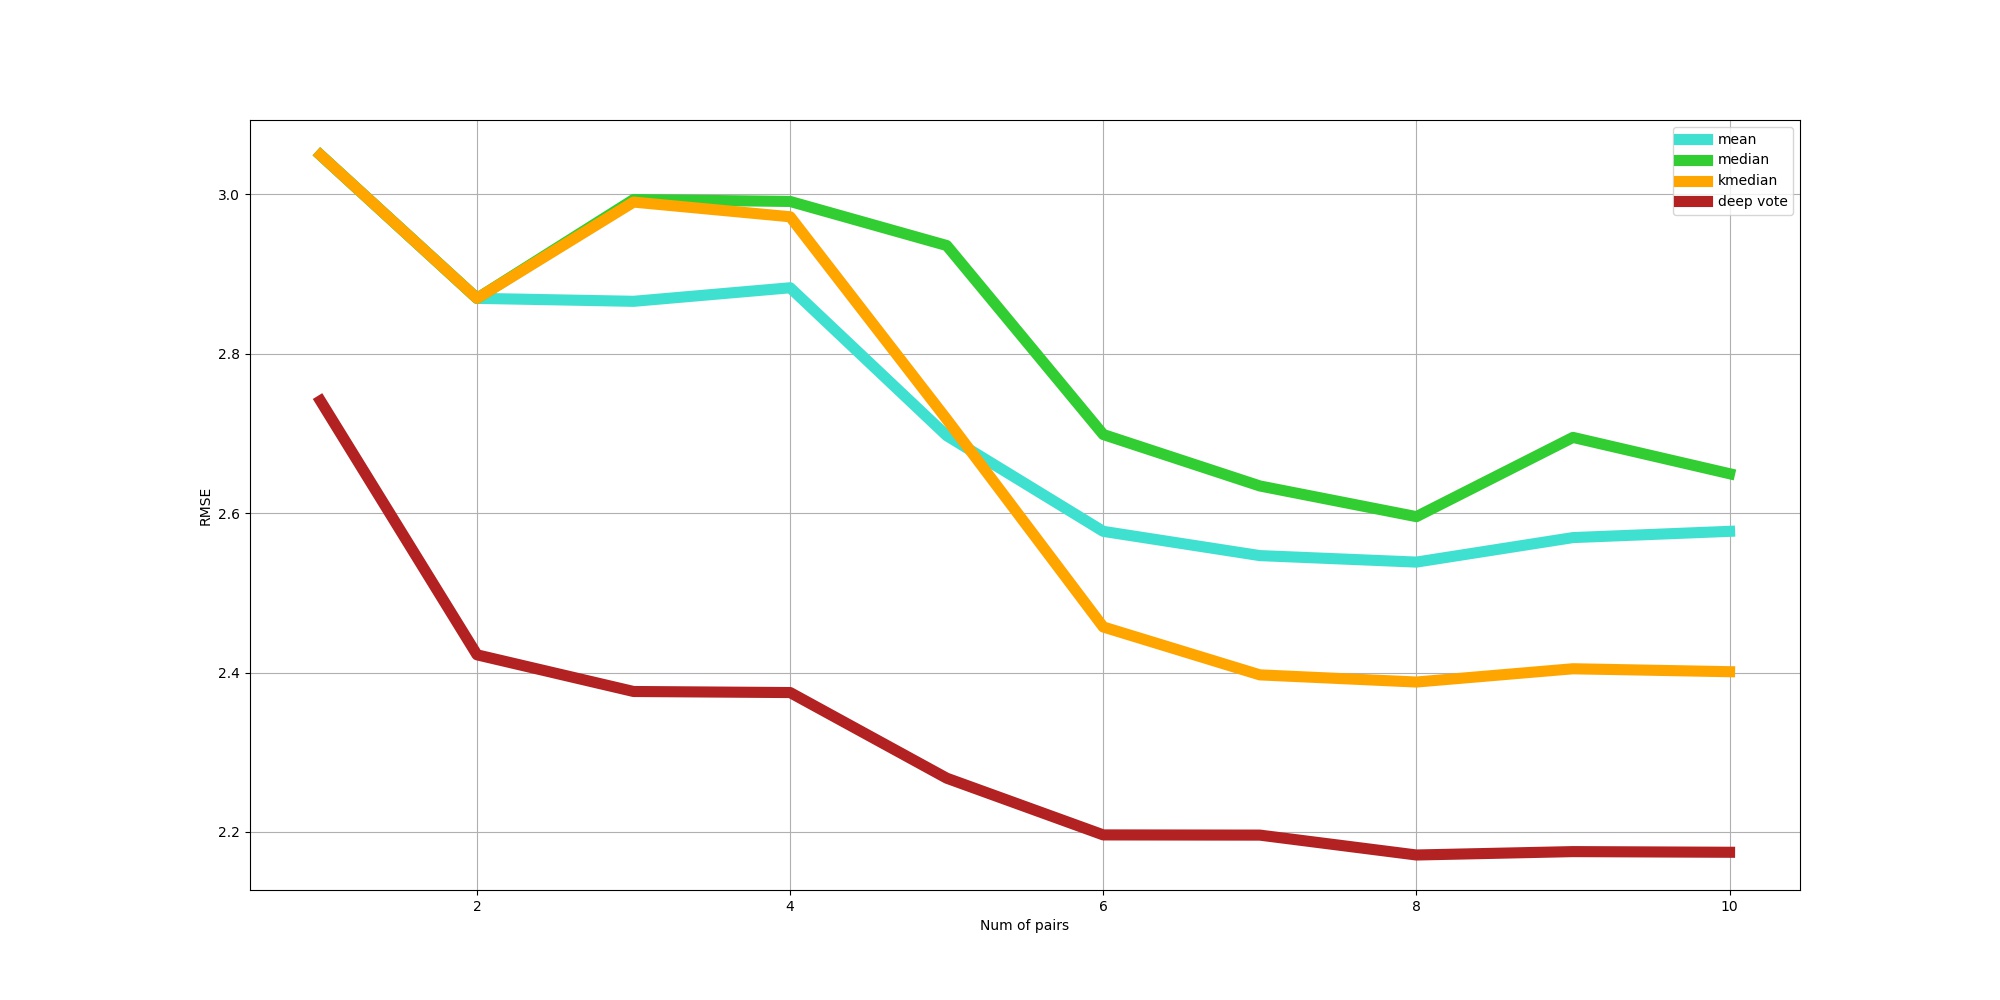 mean
median
kmedian
deep vote
3.0
2.8
2.6
2.4
2.2
RMSE
2 4 6 8 10
Num of pairs